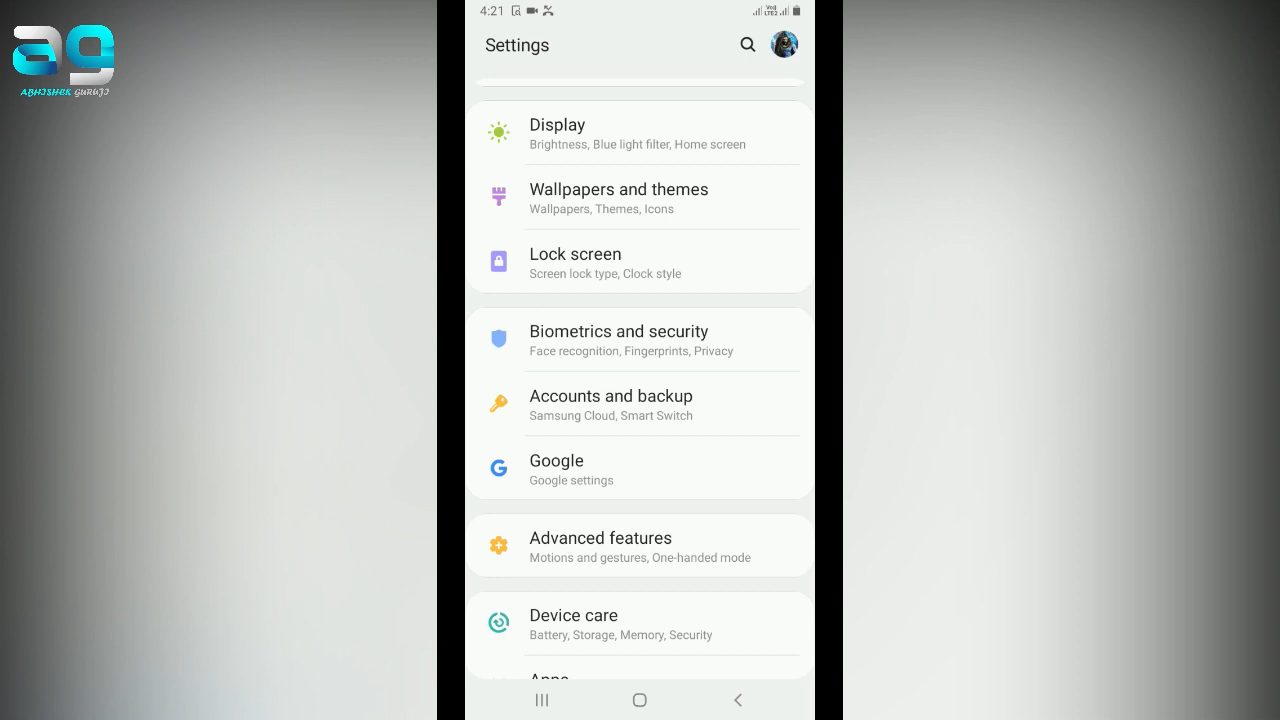 ag
ABHISHEK GURUJI
4:21
Settings
Display
Brightness, Blue light filter, Home screen
Wallpapers and themes
Wallpapers, Themes, Icons
Lock screen
Screen lock type, Clock style
Biometrics and security
Face recognition, Fingerprints, Privacy
Accounts and backup
Samsung Cloud, Smart Switch
Google
Google settings
Advanced features
Motions and gestures, One-handed mode
Device care
Battery, Storage, Memory, Security
Apps